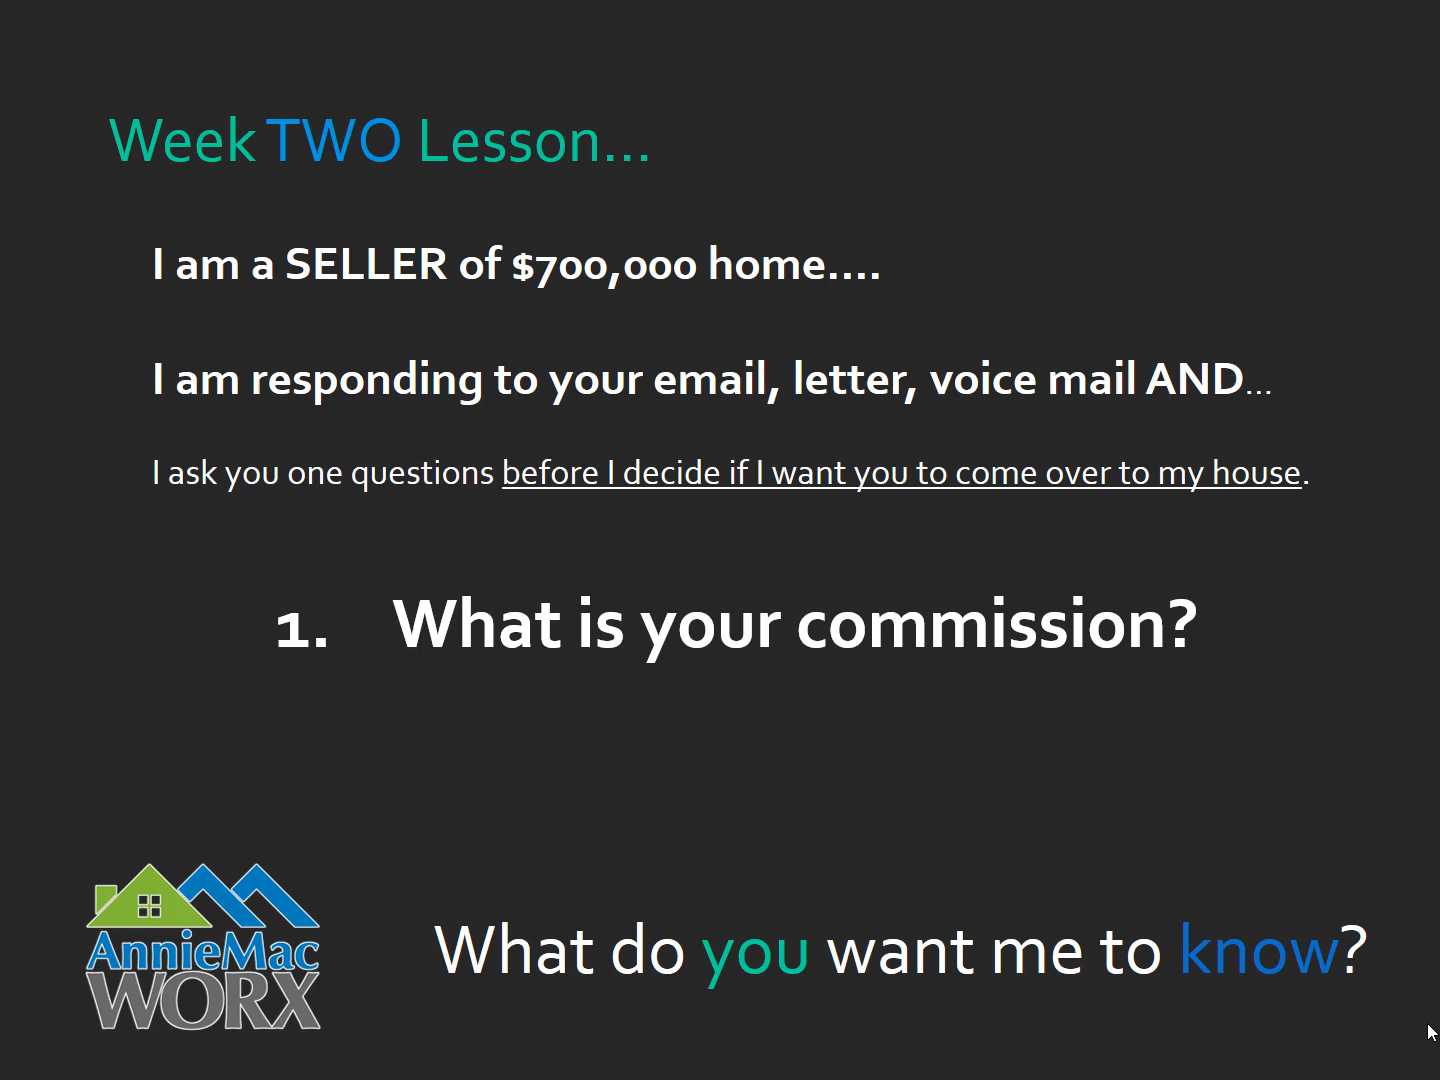 Week TWO Lesson...
I am a SELLER of $700,000 home....
I am responding to your email, letter, voice mail AND...
I ask you one questions before I decide if I want you to come over to my house.
1. What is your commission?
AnnieMac
WORX
What do you want me to know?